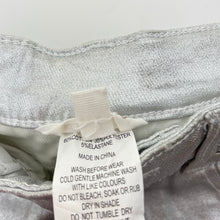 5%ELASTANE
MADE IN CHINA
WASH BEFORE WEAR
COLD GENTLE MACHINE WASH
WITH LIKE COLOURS
DO NOT BLEACH, SOAK OR RUB
DRY IN SHADE
DO NOT TUMBLE DRY